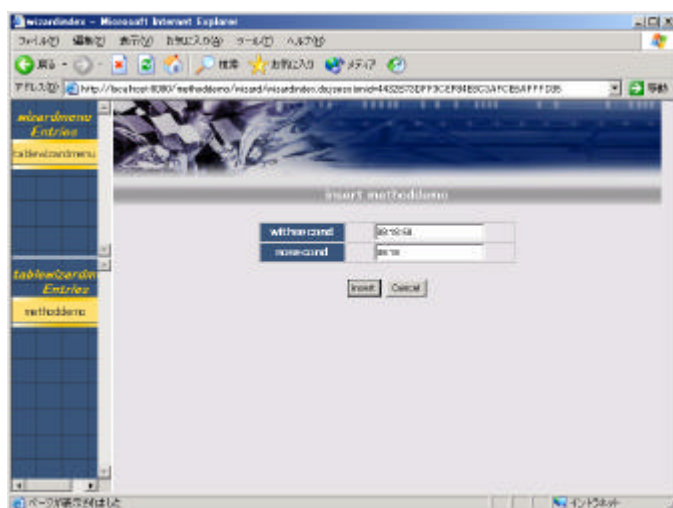 wizardindex - Microsoft Internet Explorer
ファイル(F) 編集(E) 表示(V) お気に入り(A) ツール(T) ヘルプ(H)
戻る 検索 お気に入り メディア
アドレス(D) 移動
wizardmenu
Entries
tablewizardmenu
insert methoddemo
withsecond
nosecond
Insert Cancel
tablewizardm
Entries
methoddemo
ページが表示されました イントラネット